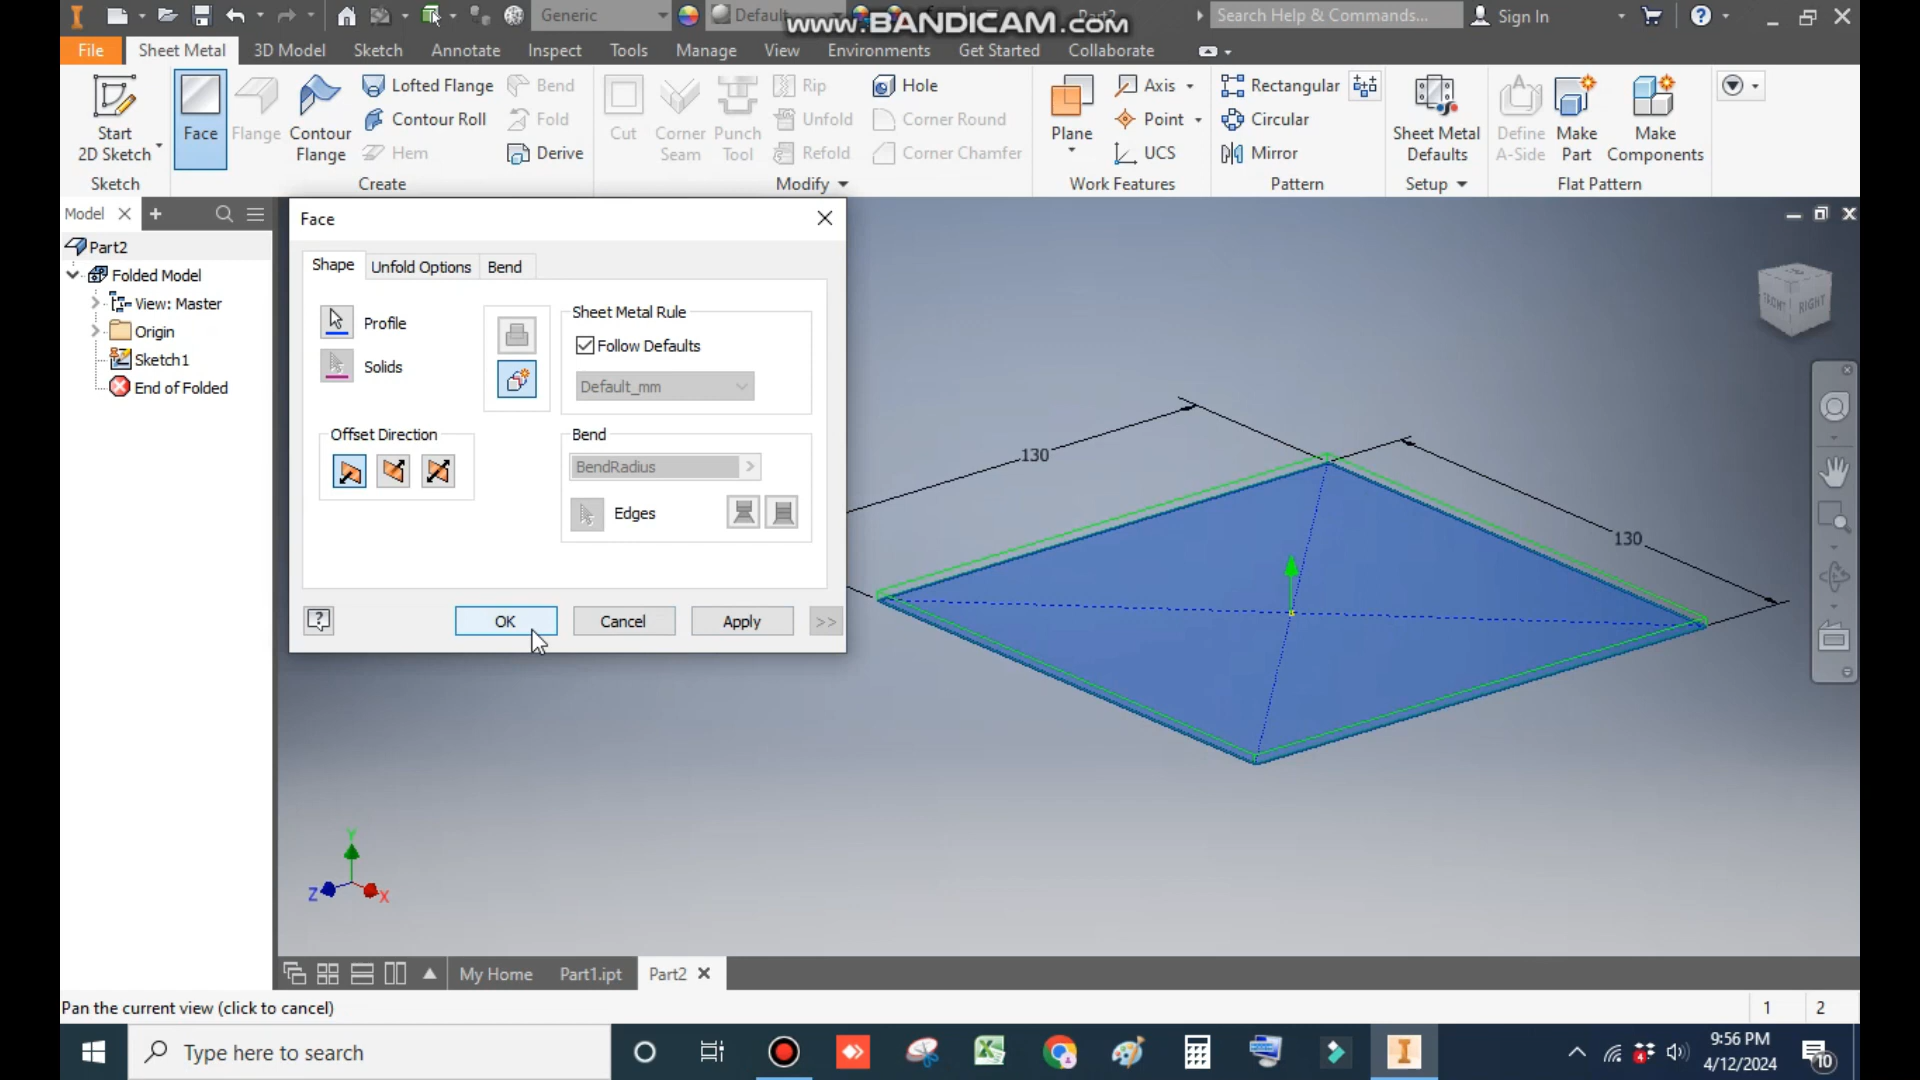 Generic
Default
www.BANDICAM.com
Part2
Search Help & Commands...
Sign In
File
Sheet Metal
3D Model
Sketch
Annotate
Inspect
Tools
Manage
View
Environments
Get Started
Collaborate
Start
2D Sketch
Face
Flange
Contour
Flange
Lofted Flange
Contour Roll
Hem
Bend
Fold
Derive
Cut
Corner
Seam
Punch
Tool
Rip
Unfold
Refold
Hole
Corner Round
Corner Chamfer
Plane
Axis
Point
UCS
Rectangular
Circular
Mirror
Sheet Metal
Defaults
Define
A-Side
Make
Part
Make
Components
Sketch
Create
Modify
Work Features
Pattern
Setup
Flat Pattern
Model
Part2
Folded Model
View: Master
Origin
Sketch1
End of Folded
Face
Shape
Unfold Options
Bend
Profile
Solids
Sheet Metal Rule
Follow Defaults
Default_mm
Offset Direction
Bend
BendRadius
Edges
OK
Cancel
Apply
>>
130
130
FRONT
RIGHT
Y
Z
X
My Home
Part1.ipt
Part2
Pan the current view (click to cancel)
1
2
Type here to search
9:56 PM
4/12/2024
10